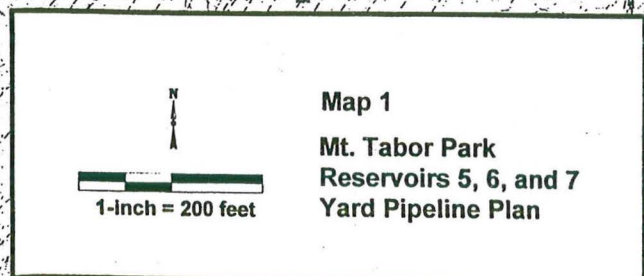 N
Map 1
Mt. Tabor Park
Reservoirs 5, 6, and 7
Yard Pipeline Plan
1-inch = 200 feet